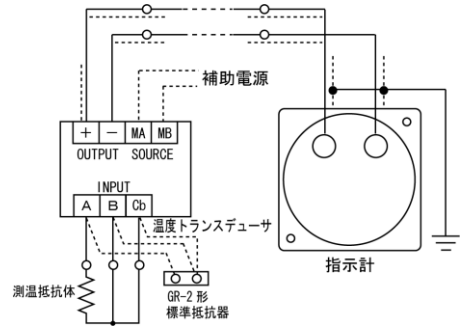 補助電源
+ − MA MB
OUTPUT SOURCE
INPUT
A B Cb
温度トランスデューサ
指示計
測温抵抗体
GR-2 形
標準抵抗器